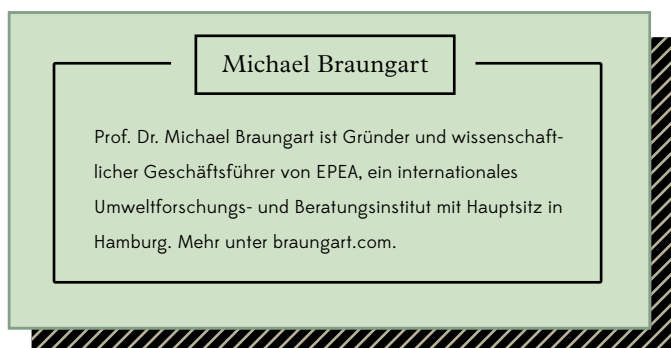 Michael Braungart
Prof. Dr. Michael Braungart ist Gründer und wissenschaft-
licher Geschäftsführer von EPEA, ein internationales
Umweltforschungs- und Beratungsinstitut mit Hauptsitz in
Hamburg. Mehr unter braungart.com.